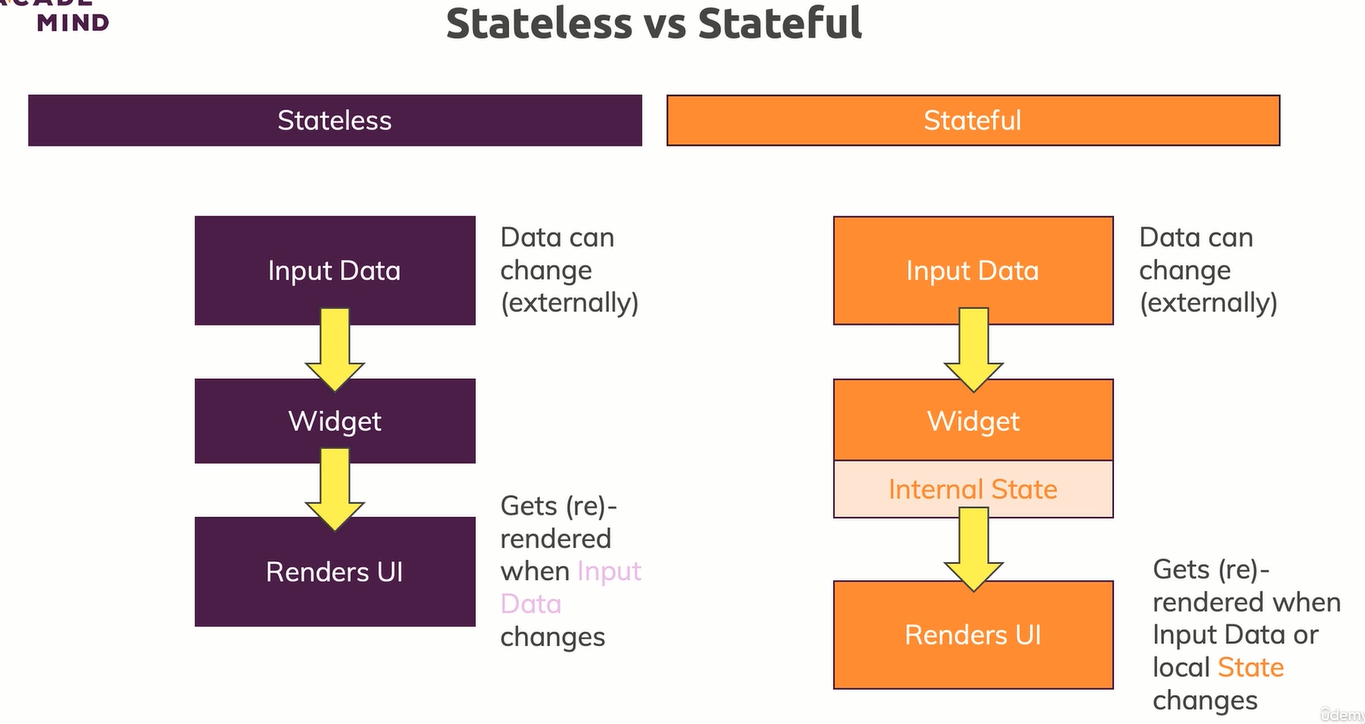 MIND
Stateless vs Stateful
Stateless
Stateful
Input Data
Data can
change
(externally)
Widget
Renders UI
Gets (re)-
rendered
when Input
Data
changes
Input Data
Data can
change
(externally)
Widget
Internal State
Renders UI
Gets (re)-
rendered when
Input Data or
local State
changes
ûdemy